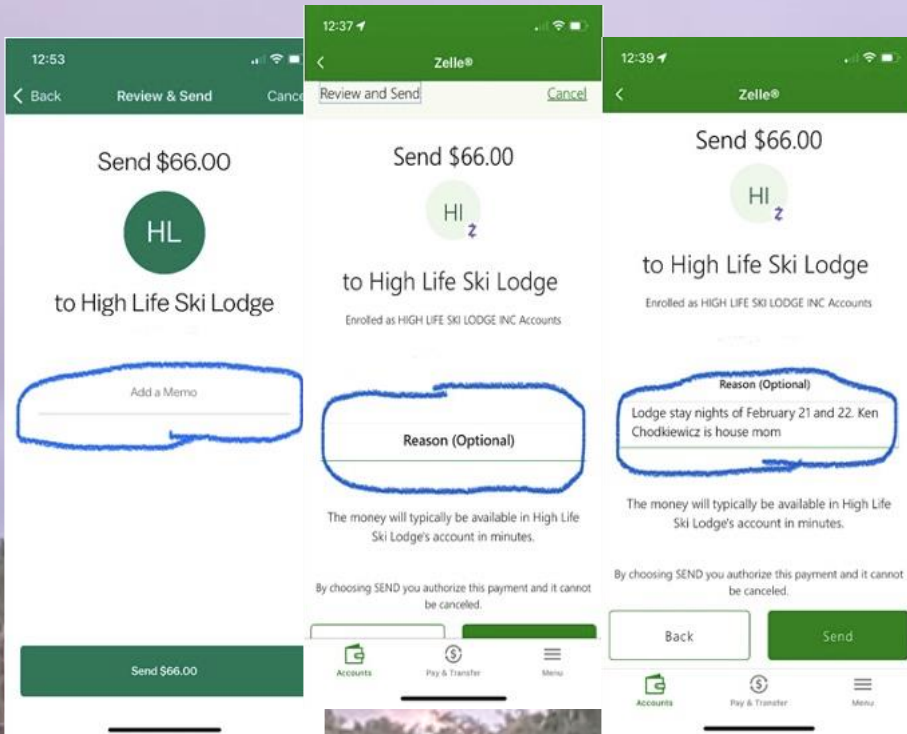 12:53
Back
Review & Send
Cance
Send $66.00
HL
to High Life Ski Lodge
Add a Memo
Send $66.00
12:37
Zelle®
Review and Send
Cancel
Send $66.00
HI
to High Life Ski Lodge
Enrolled as HIGH LIFE SKI LODGE INC Accounts
Reason (Optional)
The money will typically be available in High Life
Ski Lodge's account in minutes.
By choosing SEND you authorize this payment and it cannot
be canceled.
Accounts
Pay & Transfer
Menu
12:39
Zelle®
Send $66.00
HI
to High Life Ski Lodge
Enrolled as HIGH LIFE SKI LODGE INC Accounts
Reason (Optional)
Lodge stay nights of February 21 and 22. Ken
Chodkiewicz is house mom
The money will typically be available in High Life
Ski Lodge's account in minutes.
By choosing SEND you authorize this payment and it cannot
be canceled.
Back
Send
Accounts
Pay & Transfer
Menu